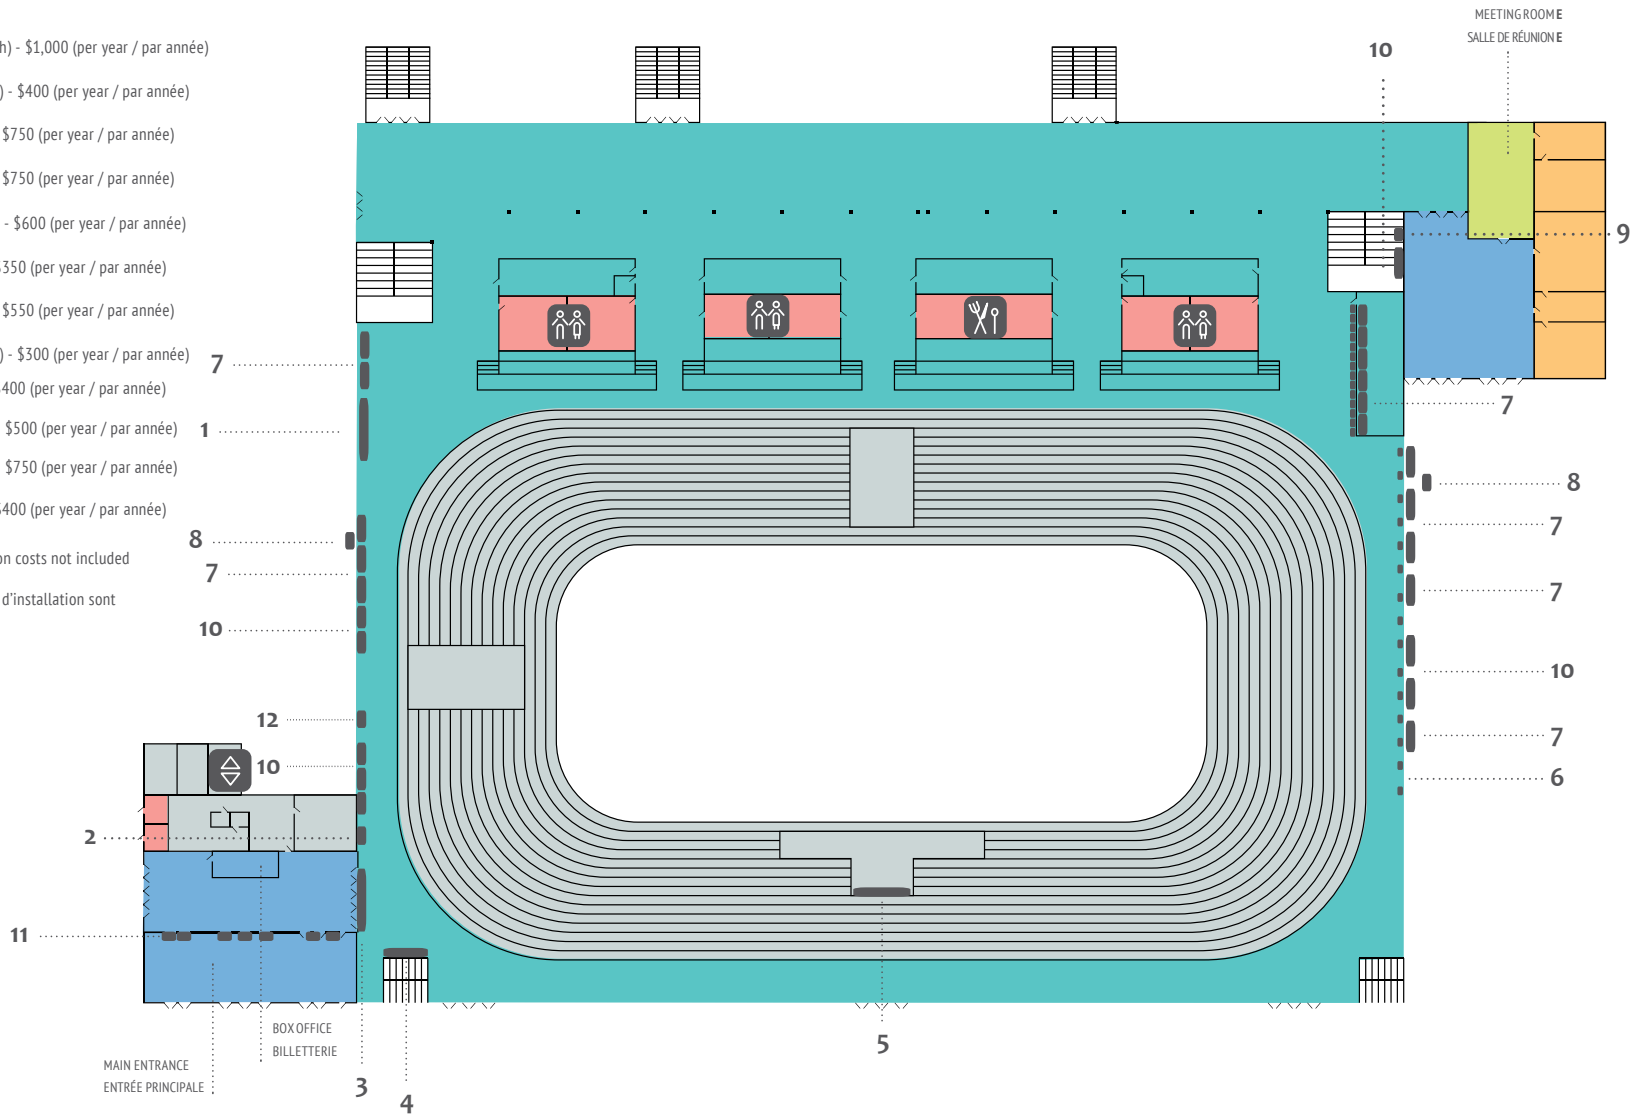 MEETING ROOM E
SALLE DE RÉUNION E
h) - $1,000 (per year / par année)
) - $400 (per year / par année)
$750 (per year / par année)
$750 (per year / par année)
- $600 (per year / par année)
$350 (per year / par année)
$550 (per year / par année)
) - $300 (per year / par année)
$400 (per year / par année)
$500 (per year / par année)
$750 (per year / par année)
$400 (per year / par année)
on costs not included
d'installation sont
10
9
7
1
7
8
8
7
7
7
10
10
12
7
10
6
2
11
5
BOX OFFICE
BILLETTERIE
MAIN ENTRANCE
ENTRÉE PRINCIPALE
3
4